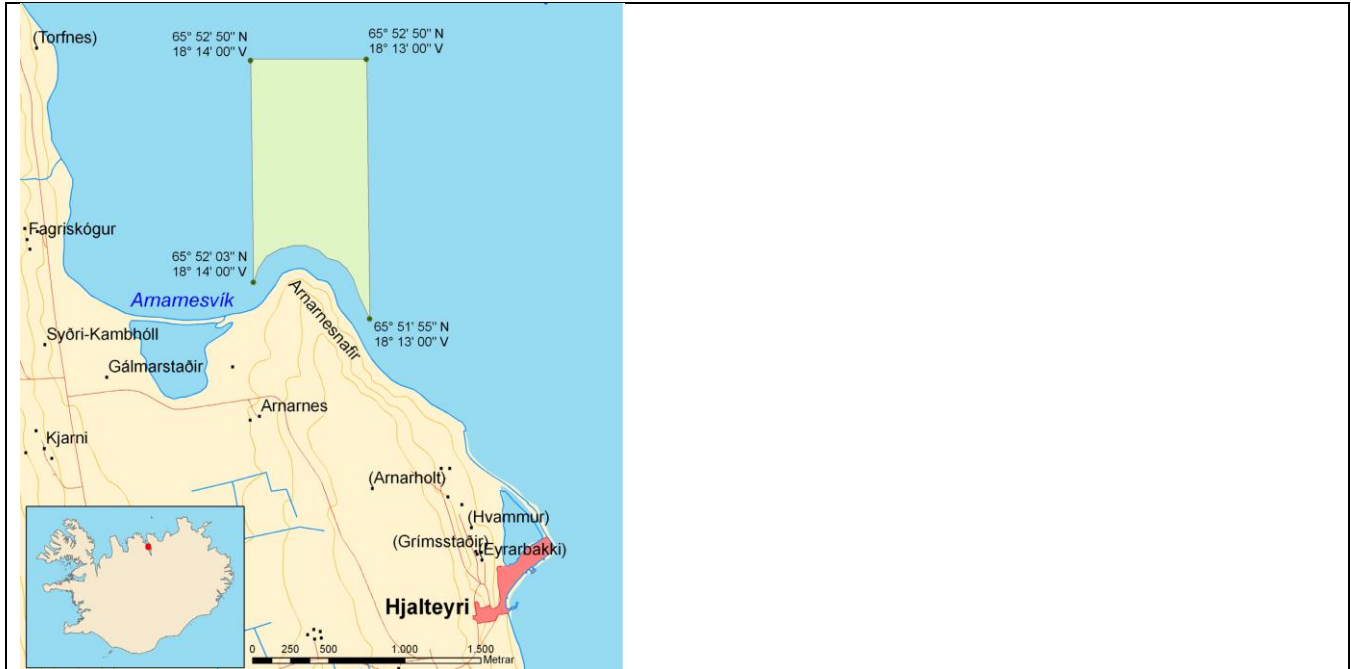 (Torfnes)
65° 52' 50" N
18° 14' 00" V
65° 52' 50" N
18° 13' 00" V
Fagriskógur
65° 52' 03" N
18° 14' 00" V
Arnarnesvík
Arnarnesnafir
65° 51' 55" N
18° 13' 00" V
Syðri-Kambhóll
Gálmarstaðir
Arnarnes
Kjarni
(Arnarholt)
(Hvammur)
(Grímsstaðir)
Eyrarbakki)
Hjalteyri
0 250 500 1.000 1.500
Metrar